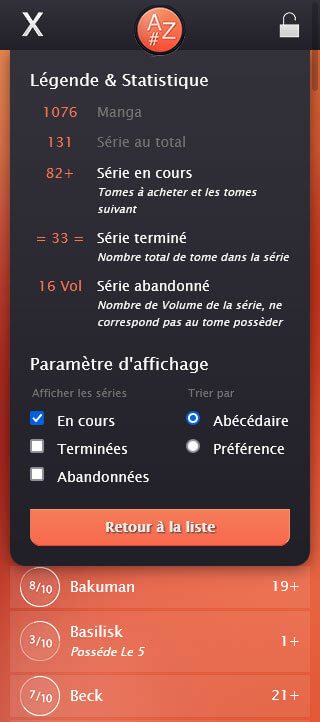 X
A
#Z
Légende & Statistique
1076 Manga
131 Série au total
82+ Série en cours
Tomes à acheter et les tomes
suivant
= 33 = Série terminé
Nombre total de tome dans la série
16 Vol Série abandonné
Nombre de Volume de la série, ne
correspond pas au tome possèder
Paramètre d'affichage
Afficher les séries Trier par
En cours Abécédaire
Terminées Préférence
Abandonnées
Retour à la liste
8/10 Bakuman 19+
3/10 Basilisk 1+
Posséde Le 5
7/10 Beck 21+